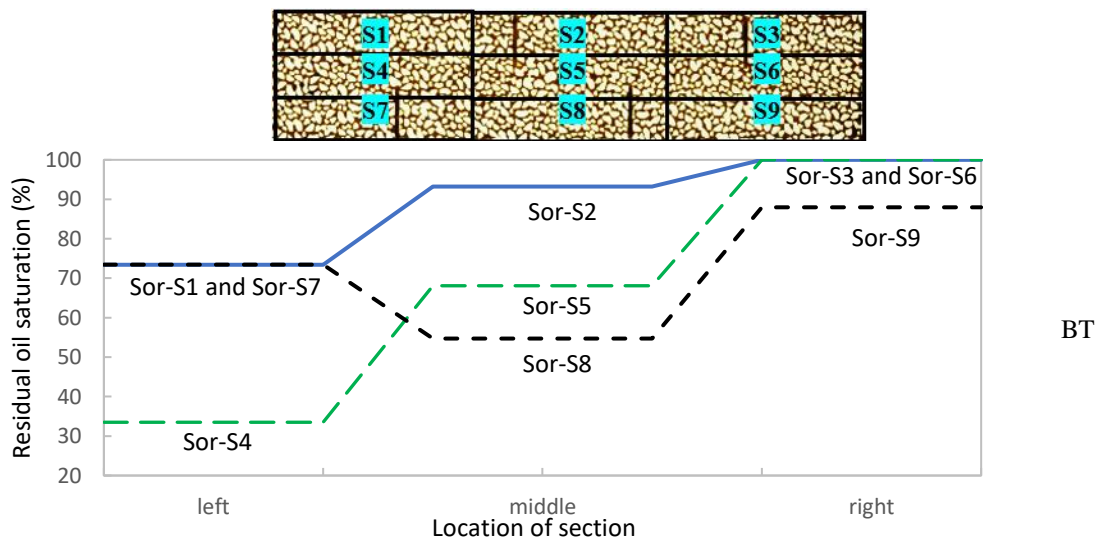 S1 S2 S3
S4 S5 S6
S7 S8 S9
100
90
80
70
60
50
40
30
20
Residual oil saturation (%)
Sor-S3 and Sor-S6
Sor-S2
Sor-S9
Sor-S1 and Sor-S7
Sor-S5
Sor-S8
Sor-S4
BT
left middle right
Location of section